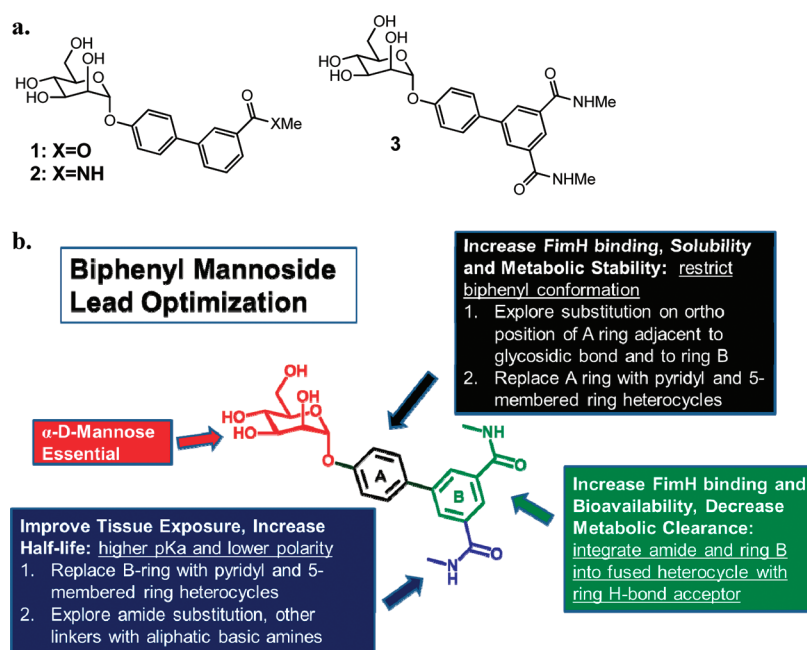 a.
OH
OH
HO
HO
O
O
O
XMe
1: X=O
2: X=NH
OH
OH
HO
HO
O
O
O
NHMe
O
NHMe
3
b.
Biphenyl Mannoside
Lead Optimization
Increase FimH binding, Solubility
and Metabolic Stability: restrict
biphenyl conformation
1. Explore substitution on ortho
position of A ring adjacent to
glycosidic bond and to ring B
2. Replace A ring with pyridyl and 5-
membered ring heterocycles
α-D-Mannose
Essential
OH
OH
HO
HO
O
O
A
B
N
H
O
O
N
H
Increase FimH binding and
Bioavailability, Decrease
Metabolic Clearance:
integrate amide and ring B
into fused heterocycle with
ring H-bond acceptor
Improve Tissue Exposure, Increase
Half-life: higher pKa and lower polarity
1. Replace B-ring with pyridyl and 5-
membered ring heterocycles
2. Explore amide substitution, other
linkers with aliphatic basic amines